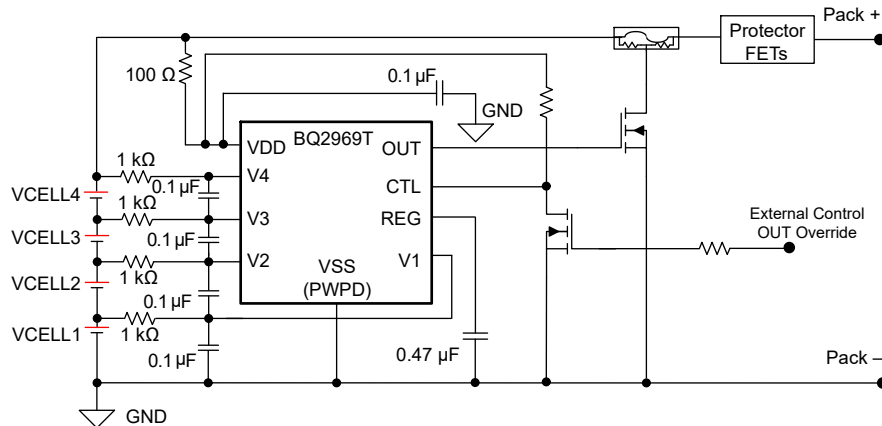 Pack +
Protector
FETs
100 Ω
0.1 µF
GND
BQ2969T
VDD
OUT
1 kΩ
V4
0.1 µF
CTL
VCELL4
1 kΩ
V3
REG
VCELL3
0.1 µF
External Control
OUT Override
V2
VSS
(PWPD)
V1
1 kΩ
VCELL2
0.1 µF
VCELL1
1 kΩ
0.1 µF
0.47 µF
Pack –
GND